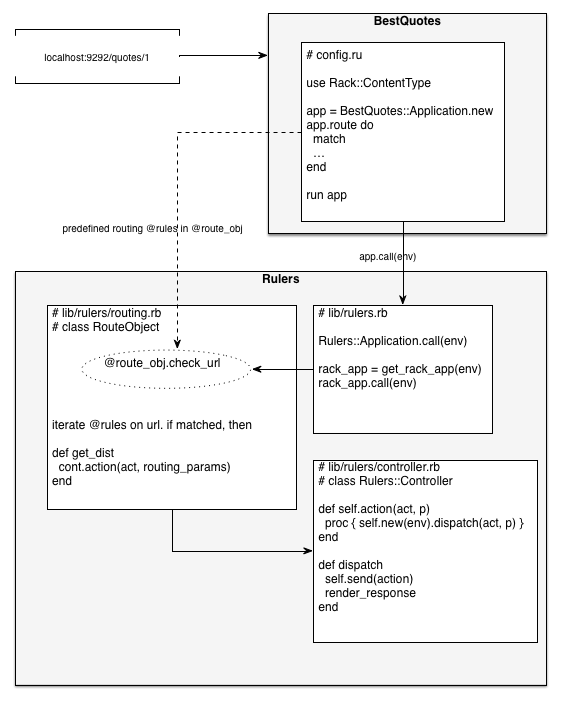 BestQuotes
localhost:9292/quotes/1
# config.ru
use Rack::ContentType
app = BestQuotes::Application.new
app.route do
match
…
end
run app
predefined routing @rules in @route_obj
app.call(env)
Rulers
# lib/rulers/routing.rb
# class RouteObject
@route_obj.check_url
iterate @rules on url. if matched, then
def get_dist
cont.action(act, routing_params)
end
# lib/rulers.rb
Rulers::Application.call(env)
rack_app = get_rack_app(env)
rack_app.call(env)
# lib/rulers/controller.rb
# class Rulers::Controller
def self.action(act, p)
proc { self.new(env).dispatch(act, p) }
end
def dispatch
self.send(action)
render_response
end